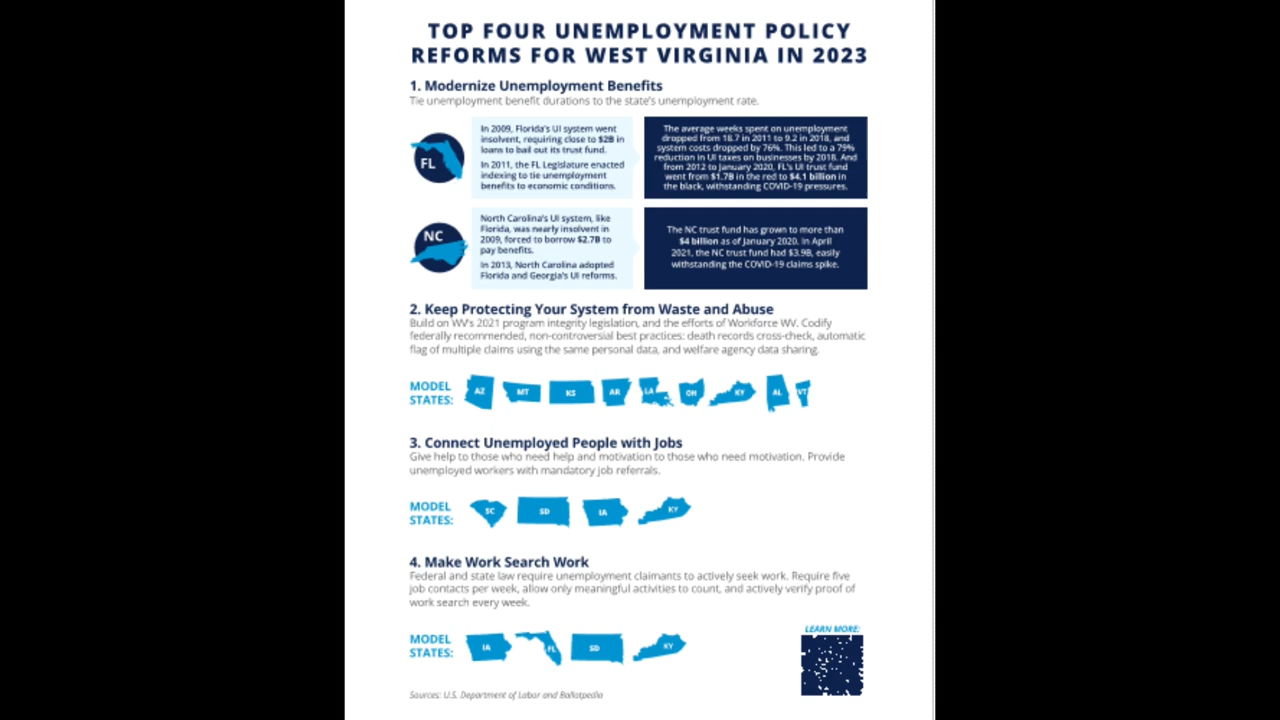 TOP FOUR UNEMPLOYMENT POLICY
REFORMS FOR WEST VIRGINIA IN 2023
1. Modernize Unemployment Benefits
Tie unemployment benefit durations to the state's unemployment rate.
FL
In 2009, Florida's UI system went
insolvent, requiring close to $2B in
loans to bail out its trust fund.
In 2011, the FL Legislature enacted
indexing to tie unemployment
benefits to economic conditions.
The average weeks spent on unemployment
dropped from 18.7 in 2011 to 9.2 in 2018, and
system costs dropped by 76%. This led to a 79%
reduction in UI taxes on businesses by 2018. And
from 2012 to January 2020, FL's UI trust fund
went from $1.7B in the red to $4.1 billion in
the black, withstanding COVID-19 pressures.
NC
North Carolina's UI system, like
Florida, was nearly insolvent in
2009, forced to borrow $2.7B to
pay benefits.
In 2013, North Carolina adopted
Florida and Georgia's UI reforms.
The NC trust fund has grown to more than
$4 billion as of January 2020. In April
2021, the NC trust fund had $3.9B, easily
withstanding the COVID-19 claims spike.
2. Keep Protecting Your System from Waste and Abuse
Build on WV's 2021 program integrity legislation, and the efforts of Workforce WV. Codify
federally recommended, non-controversial best practices: death records cross-check, automatic
flag of multiple claims using the same personal data, and welfare agency data sharing.
MODEL
STATES:
AZ MT KS AR LA OH KY AL VT
3. Connect Unemployed People with Jobs
Give help to those who need help and motivation to those who need motivation. Provide
unemployed workers with mandatory job referrals.
MODEL
STATES:
SC SD IA KY
4. Make Work Search Work
Federal and state law require unemployment claimants to actively seek work. Require five
job contacts per week, allow only meaningful activities to count, and actively verify proof of
work search every week.
MODEL
STATES:
IA FL SD KY
LEARN MORE:
Sources: U.S. Department of Labor and Ballotpedia